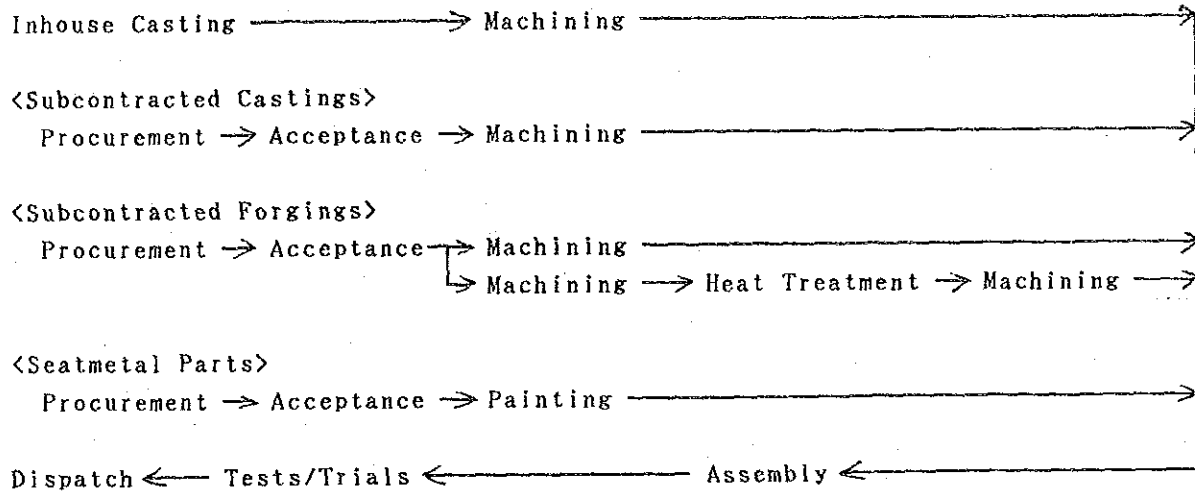 Inhouse Casting → Machining →
<Subcontracted Castings>
Procurement → Acceptance → Machining →
<Subcontracted Forgings>
Procurement → Acceptance → Machining →
→ Machining → Heat Treatment → Machining →
<Seatmetal Parts>
Procurement → Acceptance → Painting →
Dispatch ← Tests/Trials ← Assembly ←